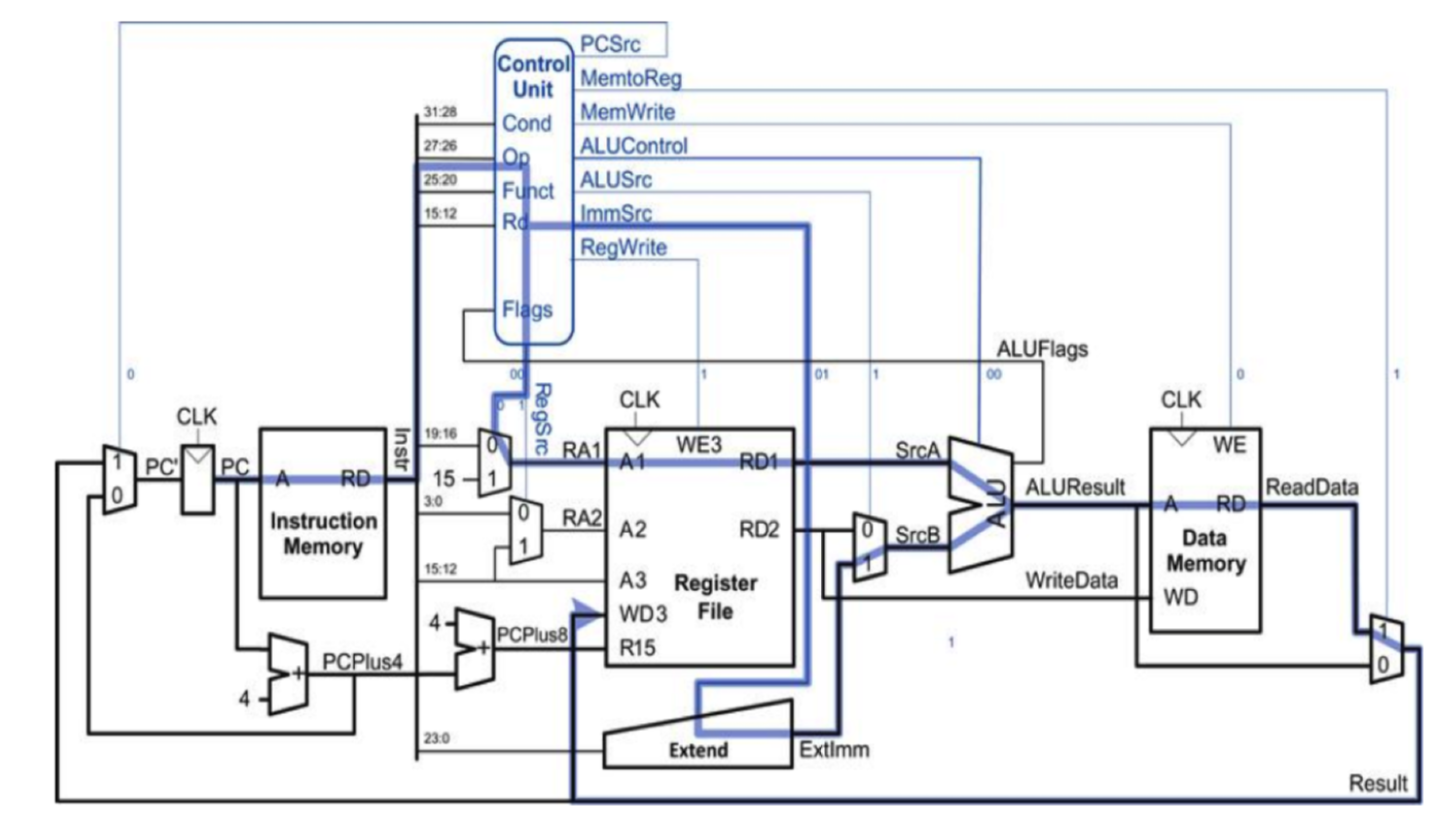 PCSrc
Control
Unit
MemtoReg
31:28
Cond
MemWrite
27:26
Op
ALUControl
25:20
Funct
ALUSrc
15:12
Rd
ImmSrc
RegWrite
Flags
ALUFlags
0
00
1
01
1
00
0
1
CLK
Instr
0 1
RegSrc
CLK
CLK
19:16
0
RA1
A1
WE3
RD1
SrcA
WE
1
PC'
PC
A
RD
15
1
0
3:0
0
RA2
A2
RD2
0
SrcB
ALU
ALUResult
A
RD
ReadData
Instruction
Memory
1
1
Data
Memory
15:12
A3
Register
File
WriteData
WD
4
PCPlus8
WD3
1
1
+
R15
0
PCPlus4
+
4
23:0
Extend
ExtImm
Result